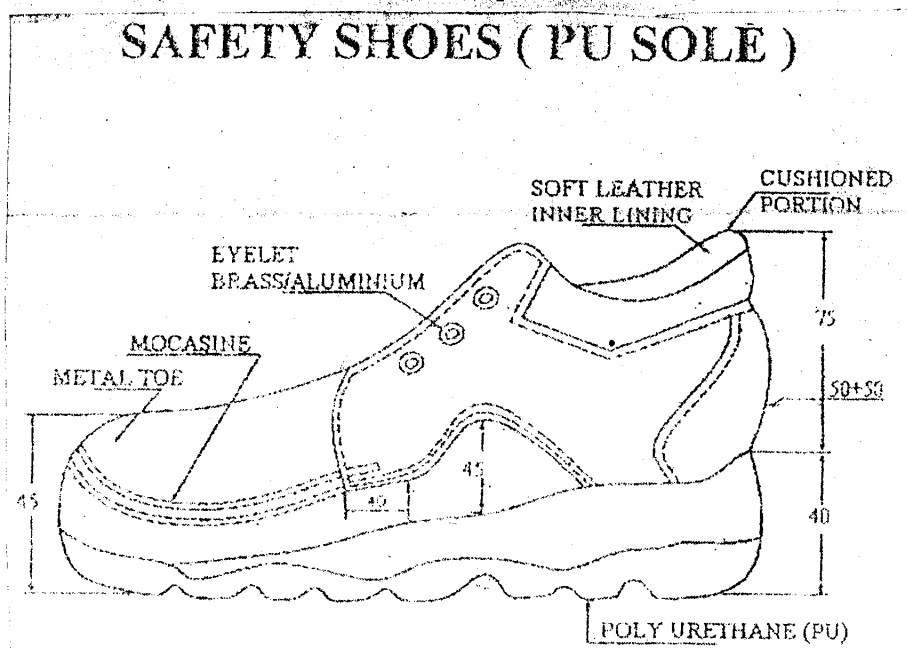 SAFETY SHOES ( PU SOLE )
SOFT LEATHER
INNER LINING
CUSHIONED
PORTION
EYELET
BRASS/ALUMINIUM
MOCASINE
METAL TOE
75
50+50
45
45
40
40
POLY URETHANE (PU)